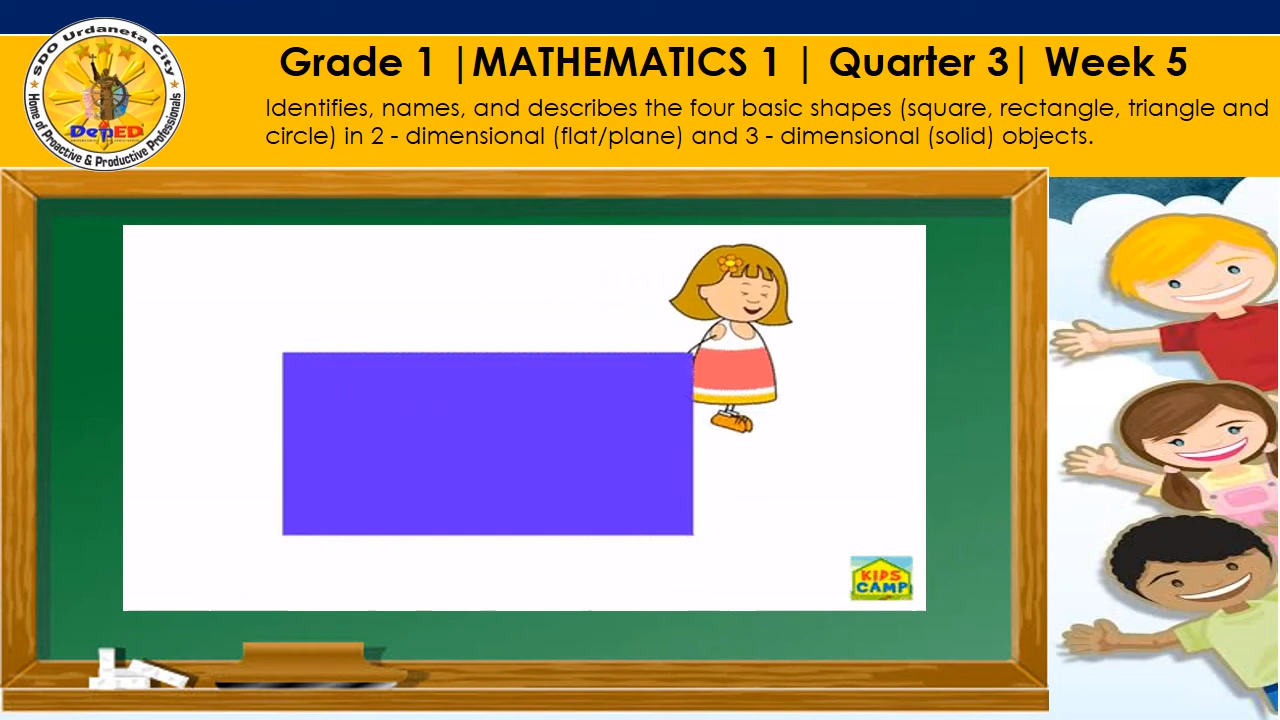 SDO Urdaneta City
DepED
Home of Proactive & Productive Professionals
Grade 1 |MATHEMATICS 1 | Quarter 3| Week 5
Identifies, names, and describes the four basic shapes (square, rectangle, triangle and
circle) in 2 - dimensional (flat/plane) and 3 - dimensional (solid) objects.
KIDS
CAMP